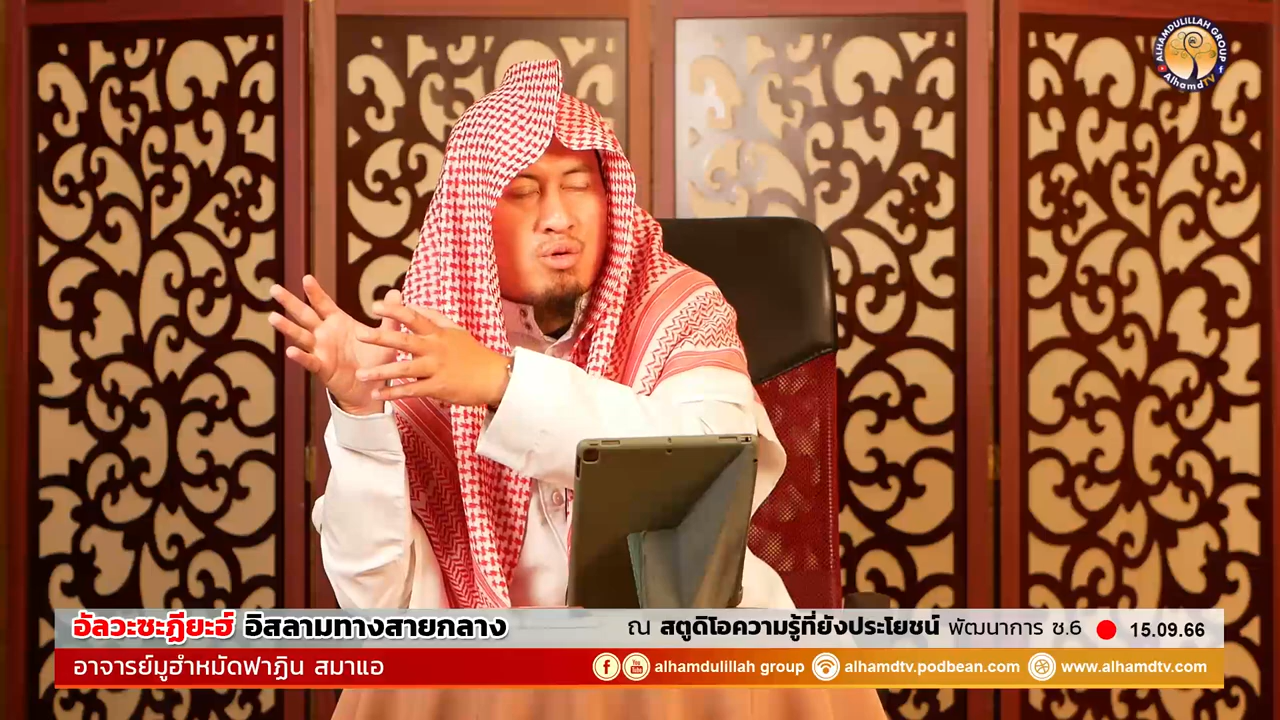 ALHAMDULILLAH GROUP
AlhamdTV
อัลวะซะฏียะฮ์ อิสลามทางสายกลาง
ณ สตูดิโอความรู้ที่ยังประโยชน์ พัฒนาการ ซ.6 15.09.66
อาจารย์มูฮำหมัดฟาฏิน สมาแอ
f You Tube alhamdulillah group alhamdtv.podbean.com www.alhamdtv.com